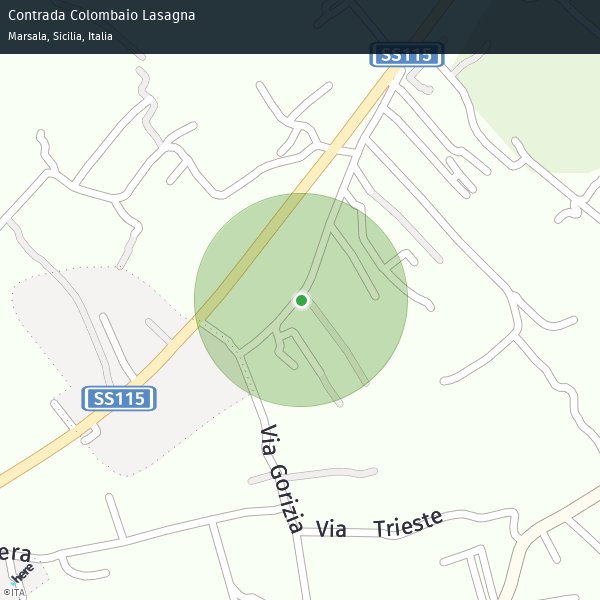 Contrada Colombaio Lasagna
Marsala, Sicilia, Italia
SS115
SS115
Via Gorizia
Via Trieste
era
here
©ITA